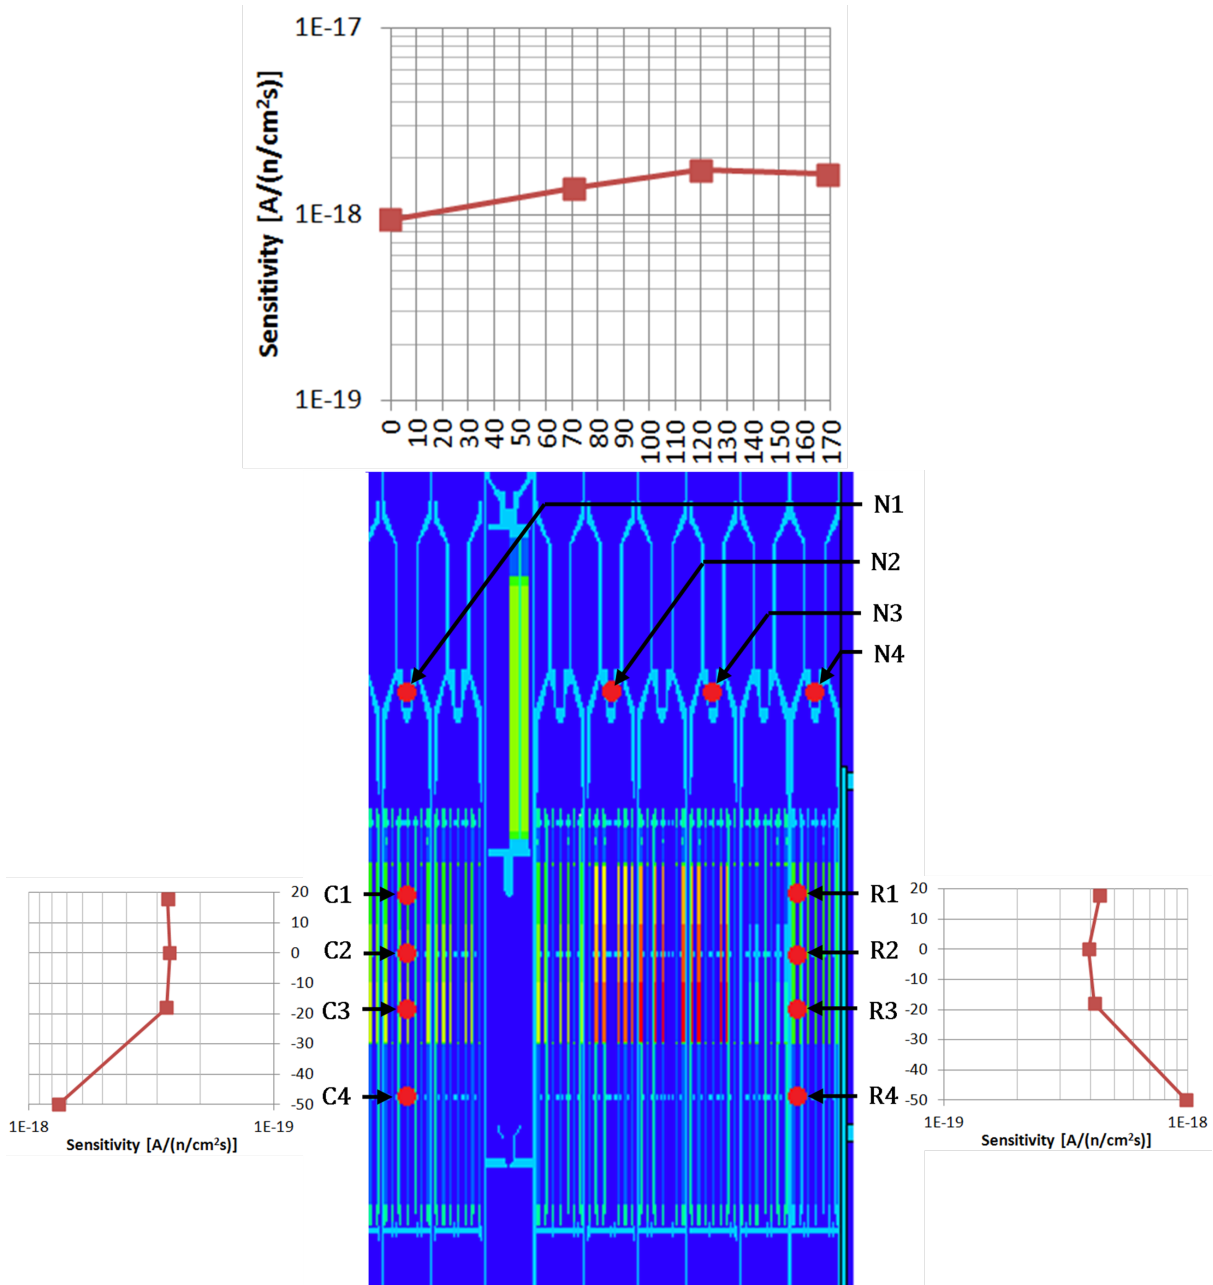 1E-17
1E-18
1E-19
Sensitivity [A/(n/cm²s)]
0 10 20 30 40 50 60 70 80 90 100 110 120 130 140 150 160 170
N1
N2
N3
N4
C1
C2
C3
C4
R1
R2
R3
R4
20
10
0
-10
-20
-30
-40
-50
1E-18 1E-19
Sensitivity [A/(n/cm²s)]
20
10
0
-10
-20
-30
-40
-50
1E-19 1E-18
Sensitivity [A/(n/cm²s)]